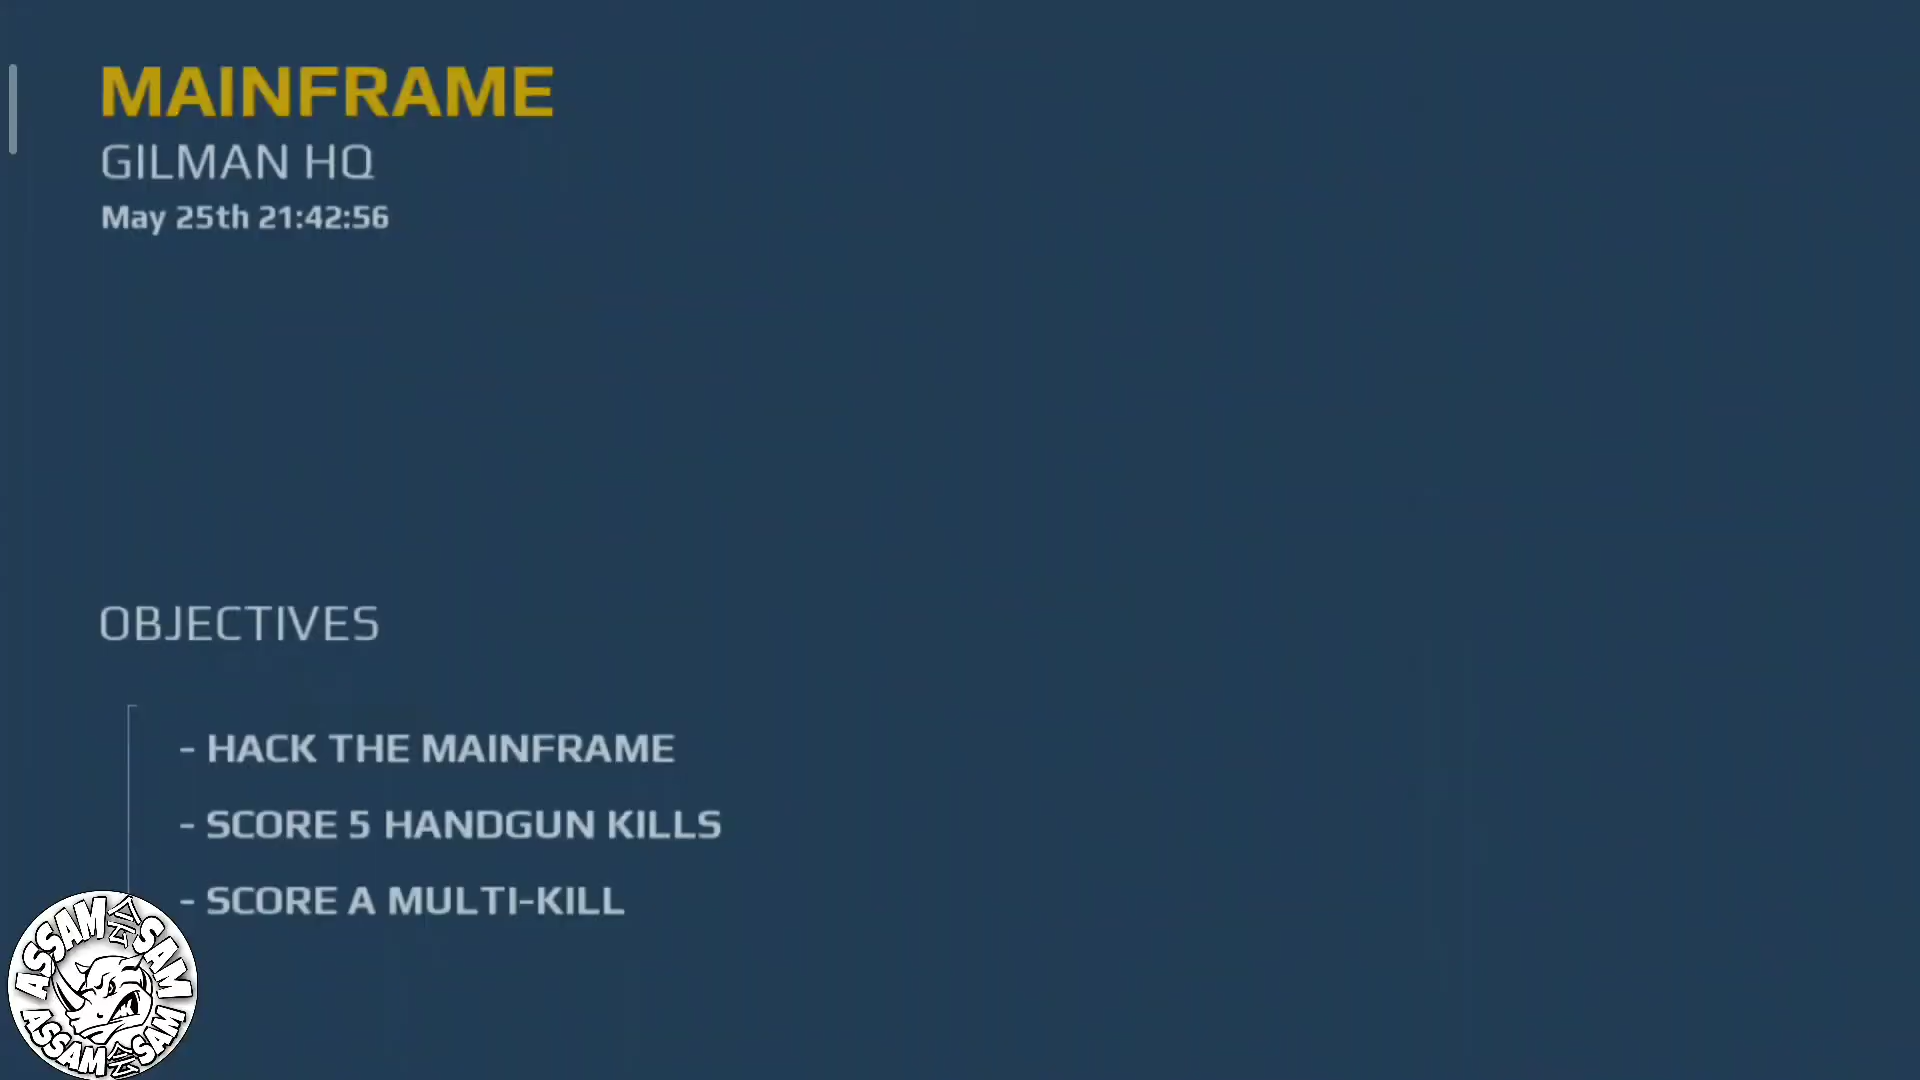 MAINFRAME
GILMAN HQ
May 25th 21:42:56
OBJECTIVES
- HACK THE MAINFRAME
- SCORE 5 HANDGUN KILLS
- SCORE A MULTI-KILL
ASSAM SAM
ASSAM SAM